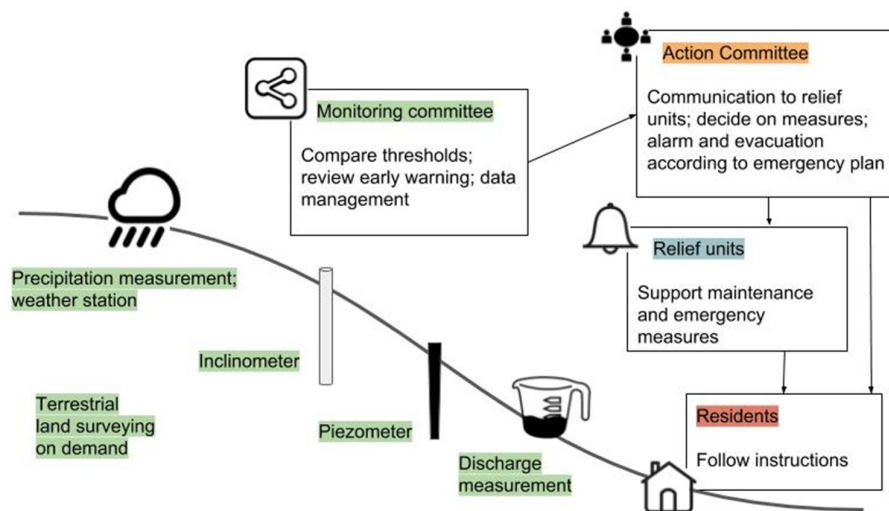 Action Committee
Communication to relief
units; decide on measures;
alarm and evacuation
according to emergency plan
Monitoring committee
Compare thresholds;
review early warning; data
management
Relief units
Support maintenance
and emergency
measures
Precipitation measurement;
weather station
Inclinometer
Terrestrial
land surveying
on demand
Piezometer
Discharge
measurement
Residents
Follow instructions